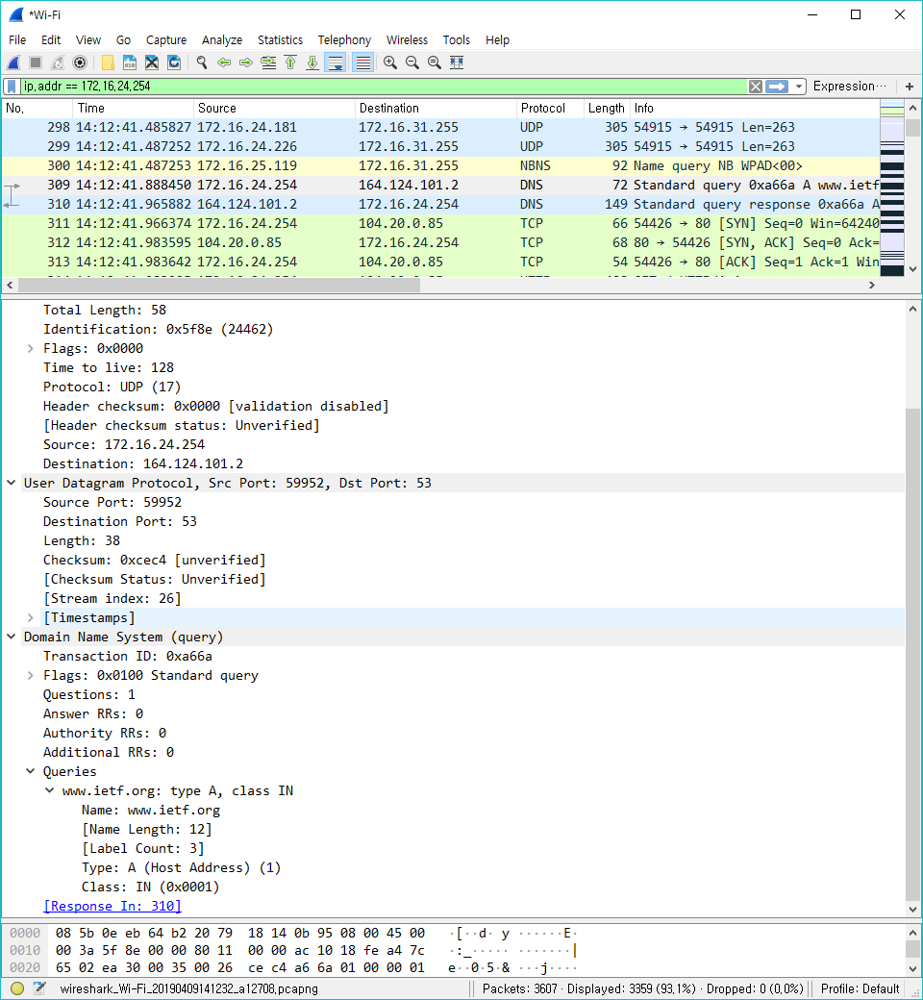 *Wi-Fi
File Edit View Go Capture Analyze Statistics Telephony Wireless Tools Help
ip.addr == 172.16.24.254 Expression…
No. Time Source Destination Protocol Length Info
298 14:12:41.485827 172.16.24.181 172.16.31.255 UDP 305 54915 → 54915 Len=263
299 14:12:41.487252 172.16.24.226 172.16.31.255 UDP 305 54915 → 54915 Len=263
300 14:12:41.487253 172.16.25.119 172.16.31.255 NBNS 92 Name query NB WPAD<00>
309 14:12:41.888450 172.16.24.254 164.124.101.2 DNS 72 Standard query 0xa66a A www.ietf
310 14:12:41.965882 164.124.101.2 172.16.24.254 DNS 149 Standard query response 0xa66a A
311 14:12:41.966374 172.16.24.254 104.20.0.85 TCP 66 54426 → 80 [SYN] Seq=0 Win=64240
312 14:12:41.983595 104.20.0.85 172.16.24.254 TCP 68 80 → 54426 [SYN, ACK] Seq=0 Ack=
313 14:12:41.983642 172.16.24.254 104.20.0.85 TCP 54 54426 → 80 [ACK] Seq=1 Ack=1 Win
Total Length: 58
Identification: 0x5f8e (24462)
Flags: 0x0000
Time to live: 128
Protocol: UDP (17)
Header checksum: 0x0000 [validation disabled]
[Header checksum status: Unverified]
Source: 172.16.24.254
Destination: 164.124.101.2
User Datagram Protocol, Src Port: 59952, Dst Port: 53
Source Port: 59952
Destination Port: 53
Length: 38
Checksum: 0xcec4 [unverified]
[Checksum Status: Unverified]
[Stream index: 26]
[Timestamps]
Domain Name System (query)
Transaction ID: 0xa66a
Flags: 0x0100 Standard query
Questions: 1
Answer RRs: 0
Authority RRs: 0
Additional RRs: 0
Queries
www.ietf.org: type A, class IN
Name: www.ietf.org
[Name Length: 12]
[Label Count: 3]
Type: A (Host Address) (1)
Class: IN (0x0001)
[Response In: 310]
0000 08 5b 0e eb 64 b2 20 79 18 14 0b 95 08 00 45 00 ·[··d· y ······E·
0010 00 3a 5f 8e 00 00 80 11 00 00 ac 10 18 fe a4 7c ·:_····· ·······|
0020 65 02 ea 30 00 35 00 26 ce c4 a6 6a 01 00 00 01 e··0·5·& ···j····
wireshark_Wi-Fi_20190409141232_a12708.pcapng Packets: 3607 · Displayed: 3359 (93.1%) · Dropped: 0 (0.0%) Profile: Default